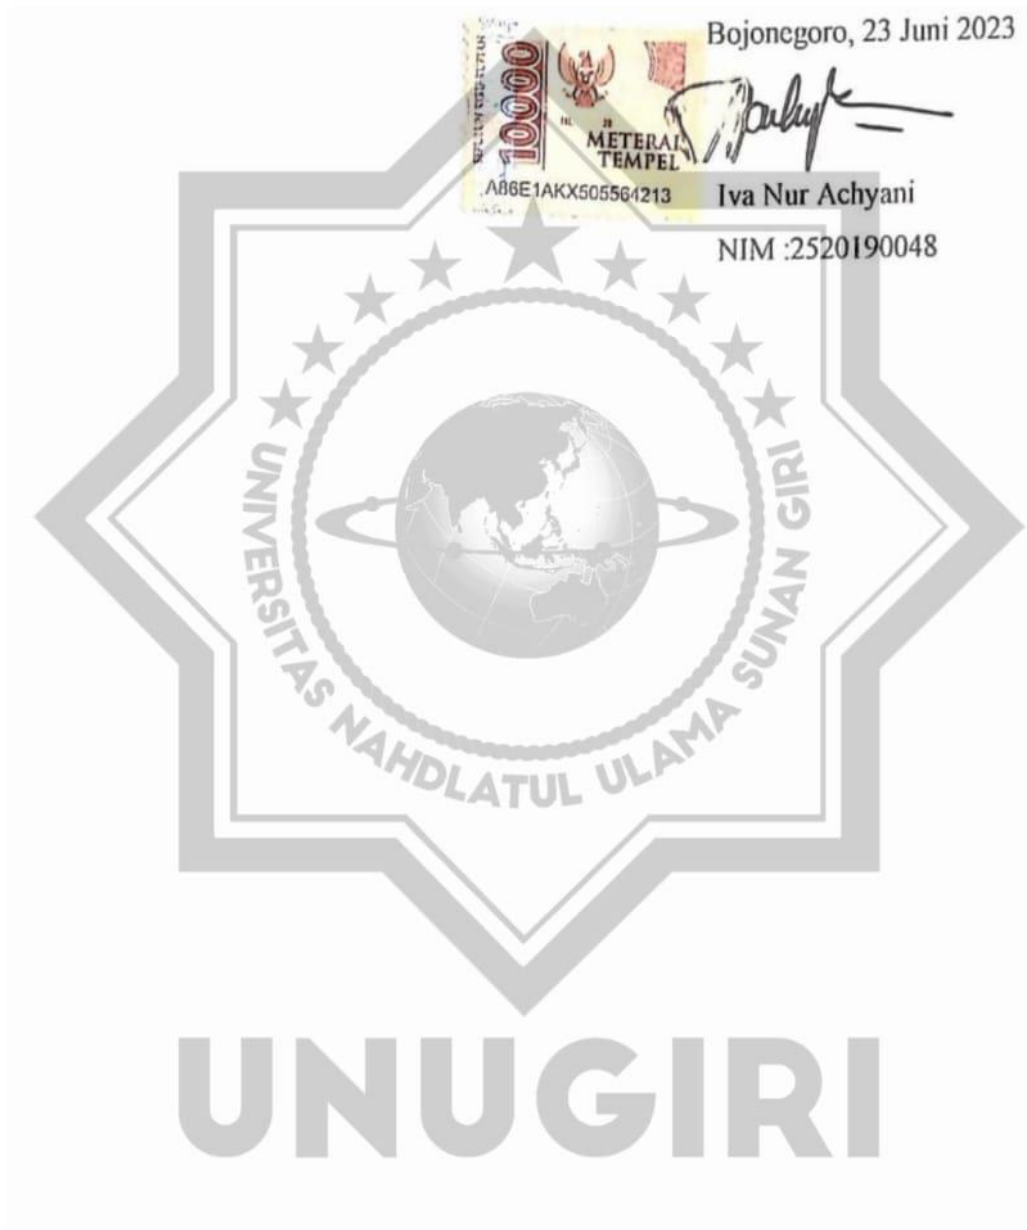 Bojonegoro, 23 Juni 2023
10000
METERAI
TEMPEL
A86E1AKX505564213
Iva Nur Achyani
NIM :2520190048
UNIVERSITAS NAHDLATUL ULAMA SUNAN GIRI
UNUGIRI